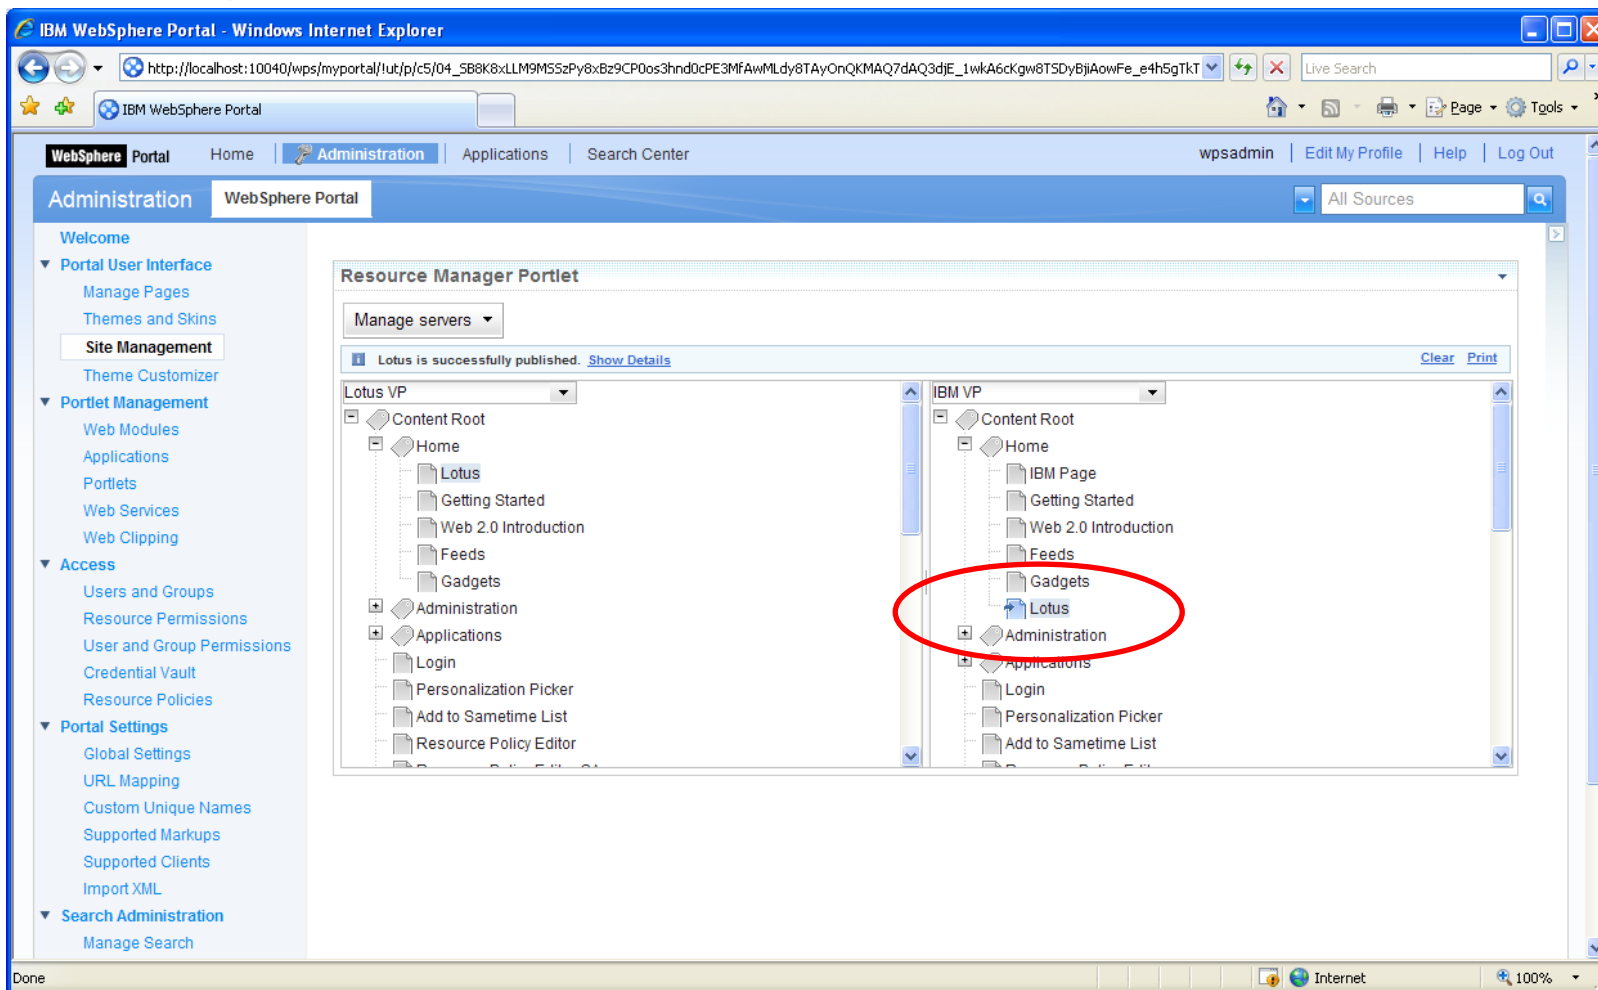 IBM WebSphere Portal - Windows Internet Explorer
Live Search
IBM WebSphere Portal
Page
Tools
WebSphere Portal Home Administration Applications Search Center wpsadmin Edit My Profile Help Log Out
Administration WebSphere Portal All Sources
Welcome
Portal User Interface
Manage Pages
Themes and Skins
Site Management
Theme Customizer
Portlet Management
Web Modules
Applications
Portlets
Web Services
Web Clipping
Access
Users and Groups
Resource Permissions
User and Group Permissions
Credential Vault
Resource Policies
Portal Settings
Global Settings
URL Mapping
Custom Unique Names
Supported Markups
Supported Clients
Import XML
Search Administration
Manage Search
Resource Manager Portlet
Manage servers
Lotus is successfully published. Show Details Clear Print
Lotus VP
Content Root
Home
Lotus
Getting Started
Web 2.0 Introduction
Feeds
Gadgets
Administration
Applications
Login
Personalization Picker
Add to Sametime List
Resource Policy Editor
IBM VP
Content Root
Home
IBM Page
Getting Started
Web 2.0 Introduction
Feeds
Gadgets
Lotus
Administration
Applications
Login
Personalization Picker
Add to Sametime List
Done Internet 100%